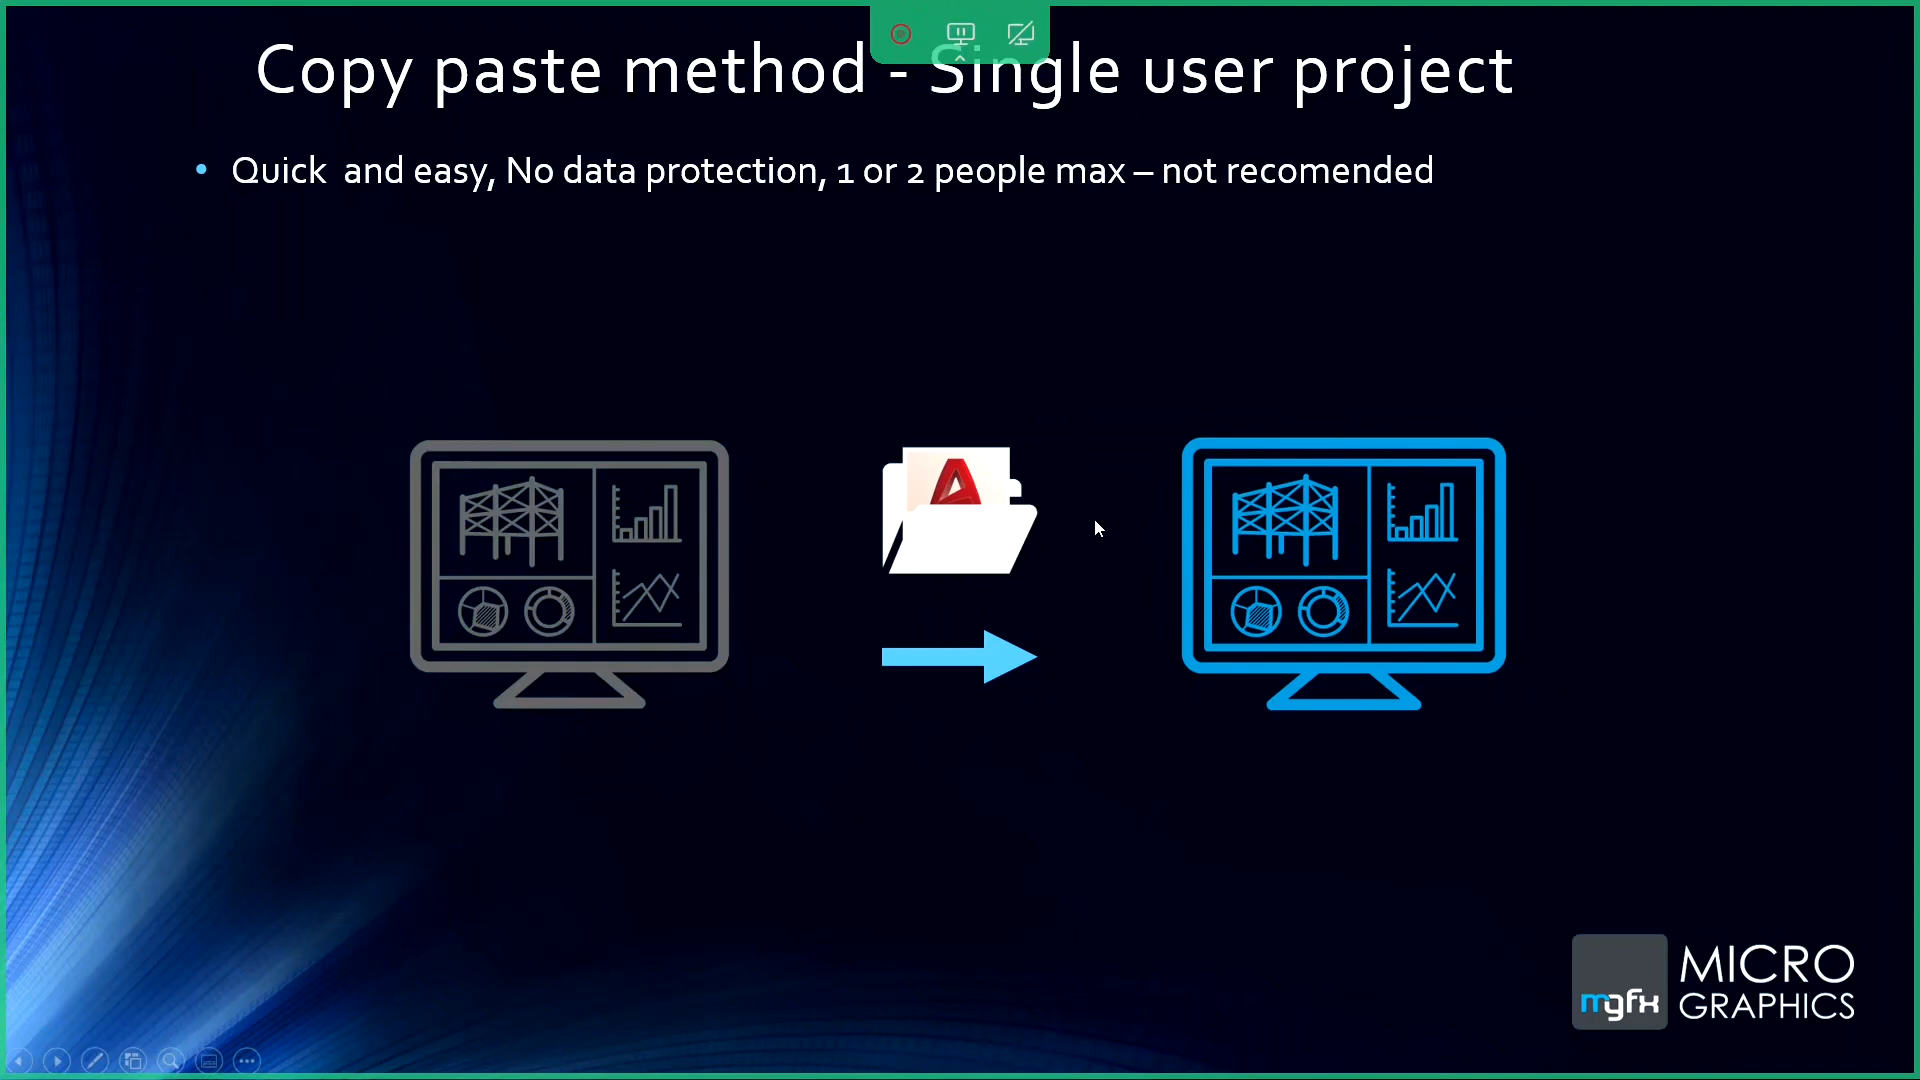 Copy paste method - Single user project
• Quick and easy, No data protection, 1 or 2 people max – not recomended
mgfx
MICRO
GRAPHICS